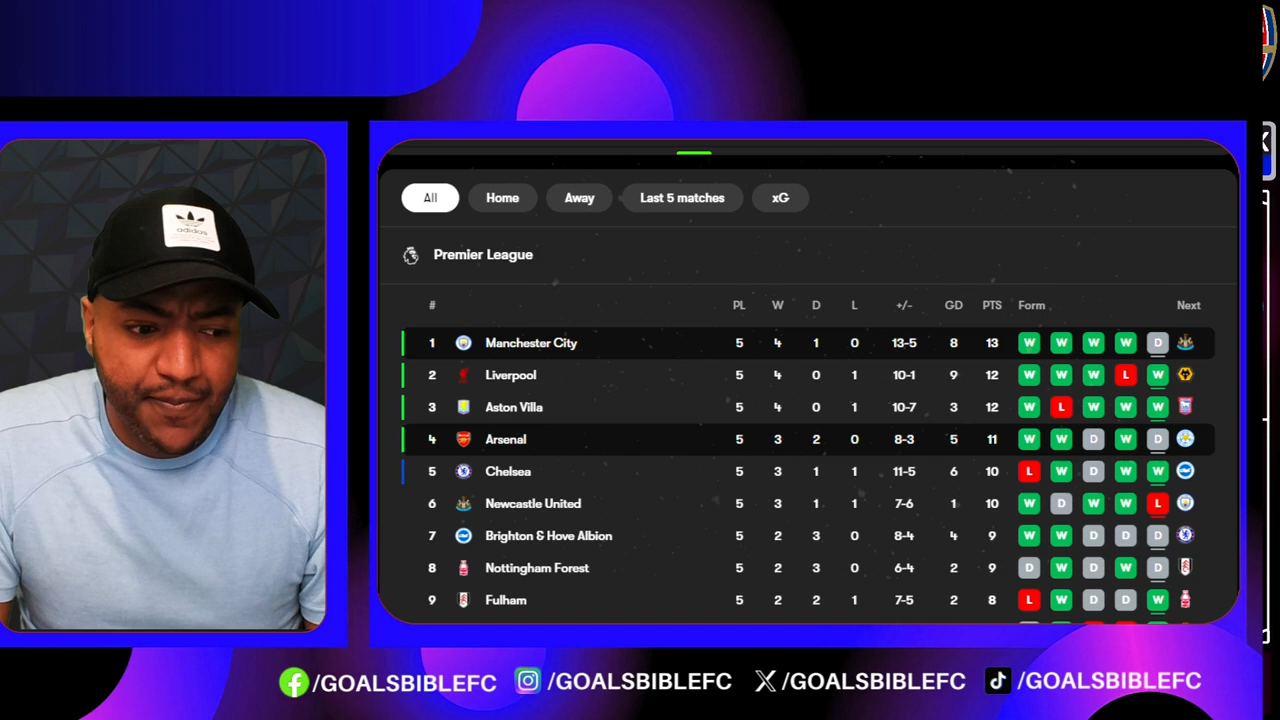 adidas
All Home Away Last 5 matches xG
Premier League
# PL W D L +/- GD PTS Form Next
1 Manchester City 5 4 1 0 13-5 8 13 W W W W D
2 Liverpool 5 4 0 1 10-1 9 12 W W W L W
3 Aston Villa 5 4 0 1 10-7 3 12 W L W W W
4 Arsenal 5 3 2 0 8-3 5 11 W W D W D
5 Chelsea 5 3 1 1 11-5 6 10 L W D W W
6 Newcastle United 5 3 1 1 7-6 1 10 W D W W L
7 Brighton & Hove Albion 5 2 3 0 8-4 4 9 W W D D D
8 Nottingham Forest 5 2 3 0 6-4 2 9 D W D W D
9 Fulham 5 2 2 1 7-5 2 8 L W D D W
/GOALSBIBLEFC /GOALSBIBLEFC /GOALSBIBLEFC /GOALSBIBLEFC